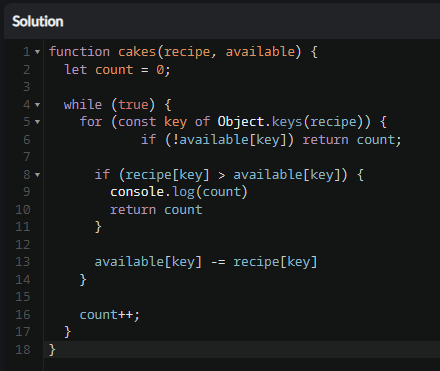 Solution
1 function cakes(recipe, available) {
2 let count = 0;
3
4 while (true) {
5 for (const key of Object.keys(recipe)) {
6 if (!available[key]) return count;
7
8 if (recipe[key] > available[key]) {
9 console.log(count)
10 return count
11 }
12
13 available[key] -= recipe[key]
14 }
15
16 count++;
17 }
18 }